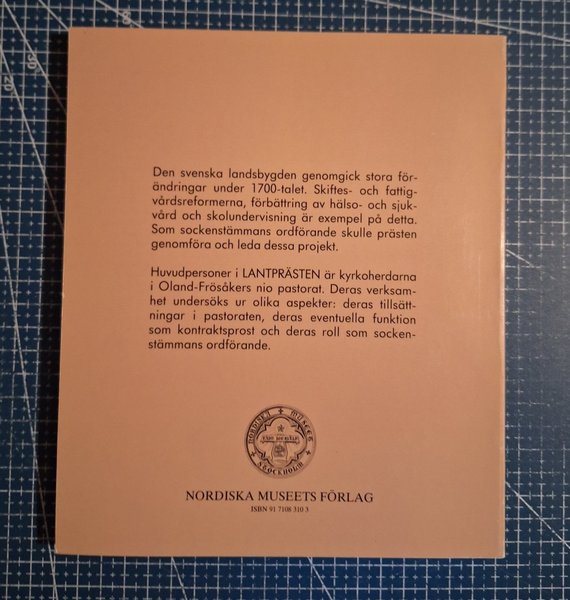 Den svenska landsbygden genomgick stora för-
ändringar under 1700-talet. Skiftes- och fattig-
vårdsreformerna, förbättring av hälso- och sjuk-
vård och skolundervisning är exempel på detta.
Som sockenstämmans ordförande skulle prästen
genomföra och leda dessa projekt.
Huvudpersoner i LANTPRÄSTEN är kyrkoherdarna
i Oland-Frösåkers nio pastorat. Deras verksam-
het undersöks ur olika aspekter: deras tillsätt-
ningar i pastoraten, deras eventuella funktion
som kontraktsprost och deras roll som socken-
stämmans ordförande.
NORDISKA MUSEET
STOCKHOLM
NORDISKA MUSEETS FÖRLAG
ISBN 91 7108 310 3